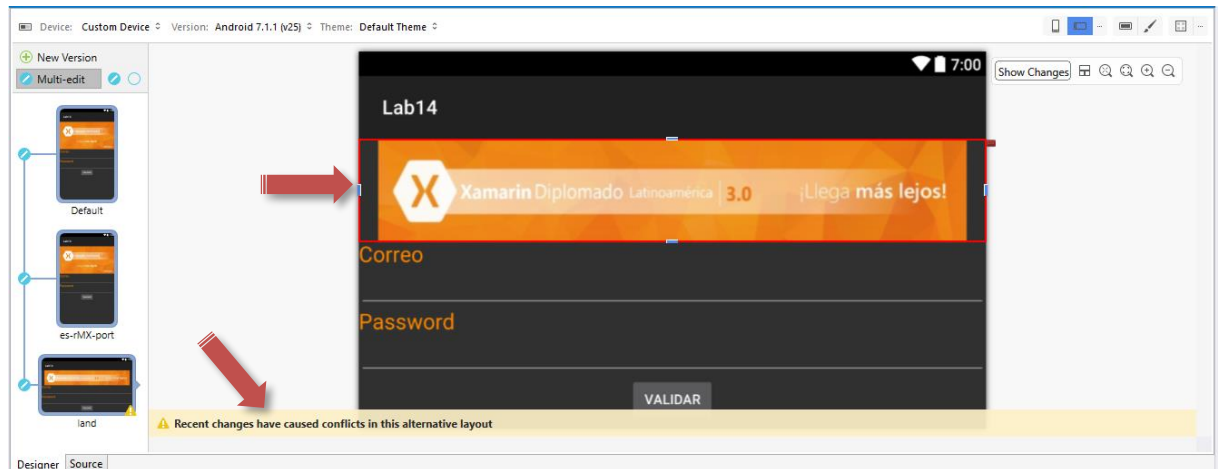 Device: Custom Device Version: Android 7.1.1 (v25) Theme: Default Theme
New Version
Multi-edit
Default
es-rMX-port
land
7:00
Show Changes
Lab14
X Xamarin Diplomado Latinoamérica 3.0 ¡Llega más lejos!
Correo
Password
VALIDAR
Recent changes have caused conflicts in this alternative layout
Designer Source